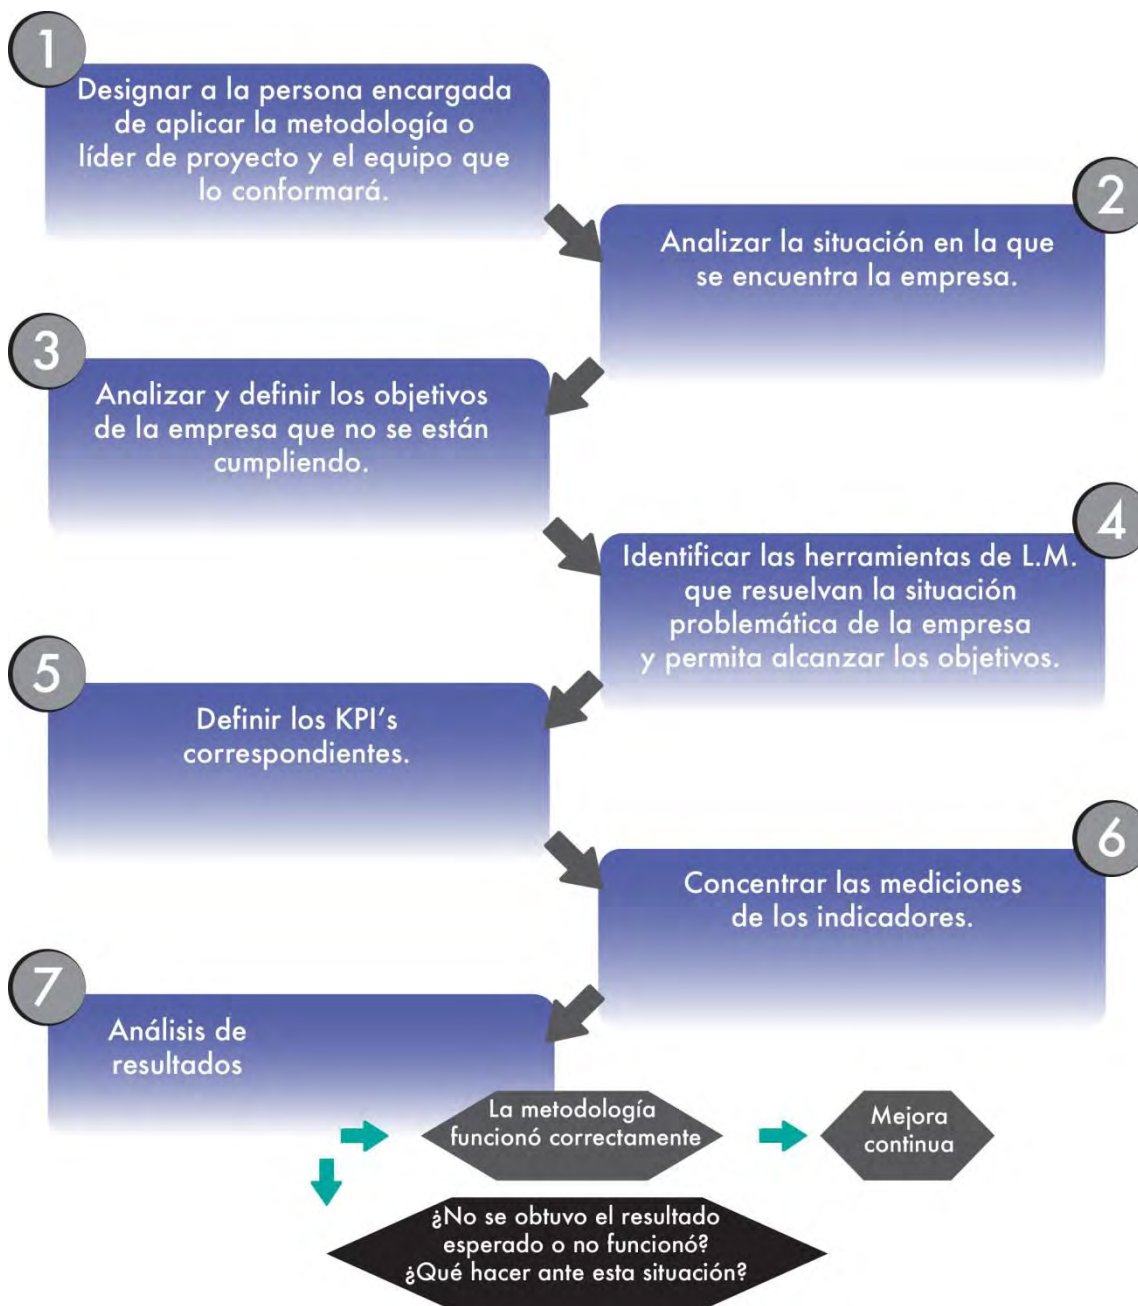 1
Designar a la persona encargada
de aplicar la metodología o
líder de proyecto y el equipo que
lo conformará.
2
Analizar la situación en la que
se encuentra la empresa.
3
Analizar y definir los objetivos
de la empresa que no se están
cumpliendo.
4
Identificar las herramientas de L.M.
que resuelvan la situación
problemática de la empresa
y permita alcanzar los objetivos.
5
Definir los KPI's
correspondientes.
6
Concentrar las mediciones
de los indicadores.
7
Análisis de
resultados
La metodología
funcionó correctamente
Mejora
continua
¿No se obtuvo el resultado
esperado o no funcionó?
¿Qué hacer ante esta situación?